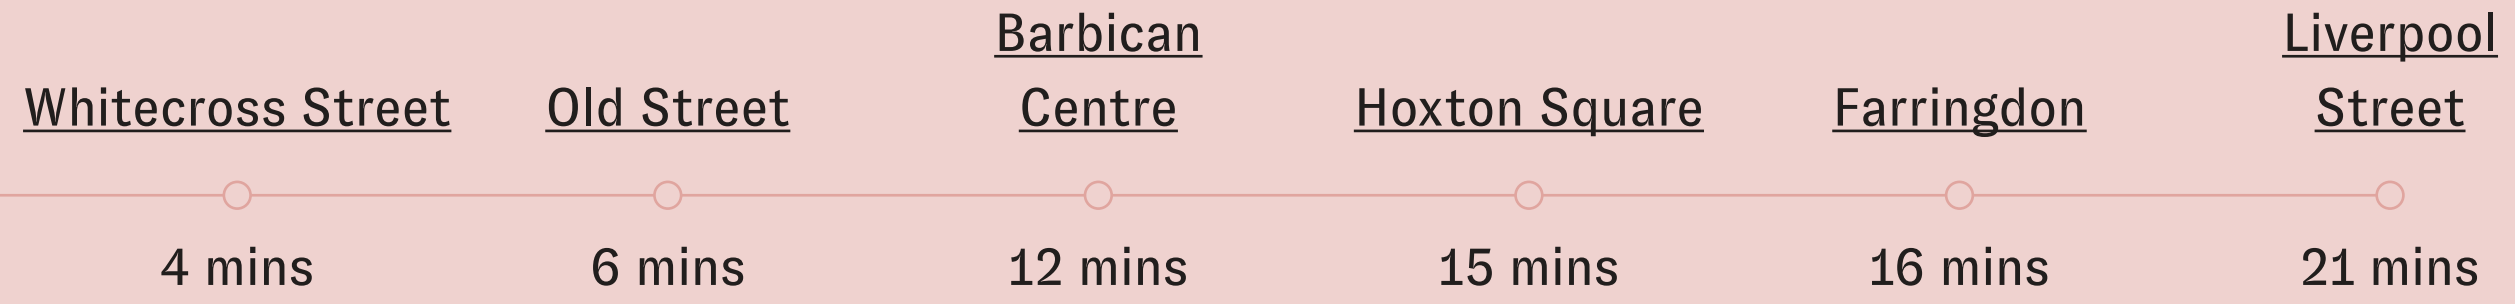 Whitecross Street
4 mins
Old Street
6 mins
Barbican
Centre
12 mins
Hoxton Square
15 mins
Farringdon
16 mins
Liverpool
Street
21 mins